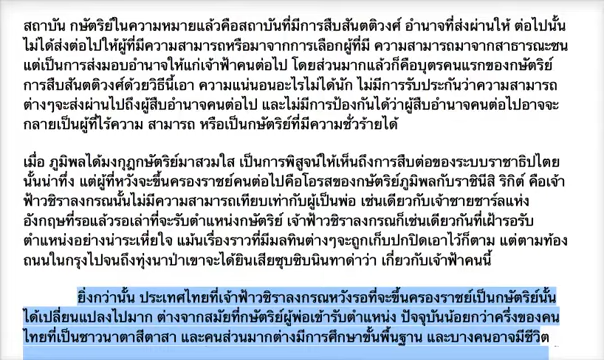 สถาบัน กษัตริย์ในความหมายแล้วคือสถาบันที่มีการสืบสันตติวงศ์ อำนาจที่ส่งผ่านให้ ต่อไปนั้น
ไม่ได้ส่งต่อไปให้ผู้ที่มีความสามารถหรือมาจากการเลือกผู้ที่มี ความสามารถมาจากสาธารณะชน
แต่เป็นการส่งมอบอำนาจให้แก่เจ้าฟ้าคนต่อไป โดยส่วนมากแล้วก็คือบุตรคนแรกของกษัตริย์
การสืบสันตติวงศ์ด้วยวิธีนี้เอา ความแน่นอนอะไรไม่ได้นัก ไม่มีการรับประกันว่าความสามารถ
ต่างๆจะส่งผ่านไปถึงผู้สืบอำนาจคนต่อไป และไม่มีการป้องกันได้ว่าผู้สืบอำนาจคนต่อไปอาจจะ
กลายเป็นผู้ที่ไร้ความ สามารถ หรือเป็นกษัตริย์ที่มีความชั่วร้ายได้
เมื่อ ภูมิพลได้มงกุฎกษัตริย์มาสวมใส่ เป็นการพิสูจน์ให้เห็นถึงการสืบต่อของระบบราชาธิปไตย
นั้นน่าทึ่ง แต่ผู้ที่หวังจะขึ้นครองราชย์คนต่อไปคือโอรสของกษัตริย์ภูมิพลกับราชินีสิ ริกิต์ คือเจ้า
ฟ้าวชิราลงกรณนั้นไม่มีความสามารถเทียบเท่ากับผู้เป็นพ่อ เช่นเดียวกับเจ้าชายชาร์ลแห่ง
อังกฤษที่รอแล้วรอเล่าที่จะรับตำแหน่งกษัตริย์ เจ้าฟ้าวชิราลงกรณก็เช่นเดียวกันที่เฝ้ารอรับ
ตำแหน่งอย่างน่าระเหี่ยใจ แม้นเรื่องราวที่มีมลทินต่างๆจะถูกเก็บปกปิดเอาไว้ก็ตาม แต่ตามท้อง
ถนนในกรุงไปจนถึงทุ่งนาป่าเขาจะได้ยินเสียซุบซิบนินทาด่าว่า เกี่ยวกับเจ้าฟ้าคนนี้
ยิ่งกว่านั้น ประเทศไทยที่เจ้าฟ้าวชิราลงกรณหวังรอที่จะขึ้นครองราชย์เป็นกษัตริย์นั้น
ได้เปลี่ยนแปลงไปมาก ต่างจากสมัยที่กษัตริย์ผู้พ่อเข้ารับตำแหน่ง ปัจจุบันน้อยกว่าครึ่งของคน
ไทยที่เป็นชาวนาตาสีตาสา และคนส่วนมากต่างมีการศึกษาขั้นพื้นฐาน และบางคนอาจมีชีวิต